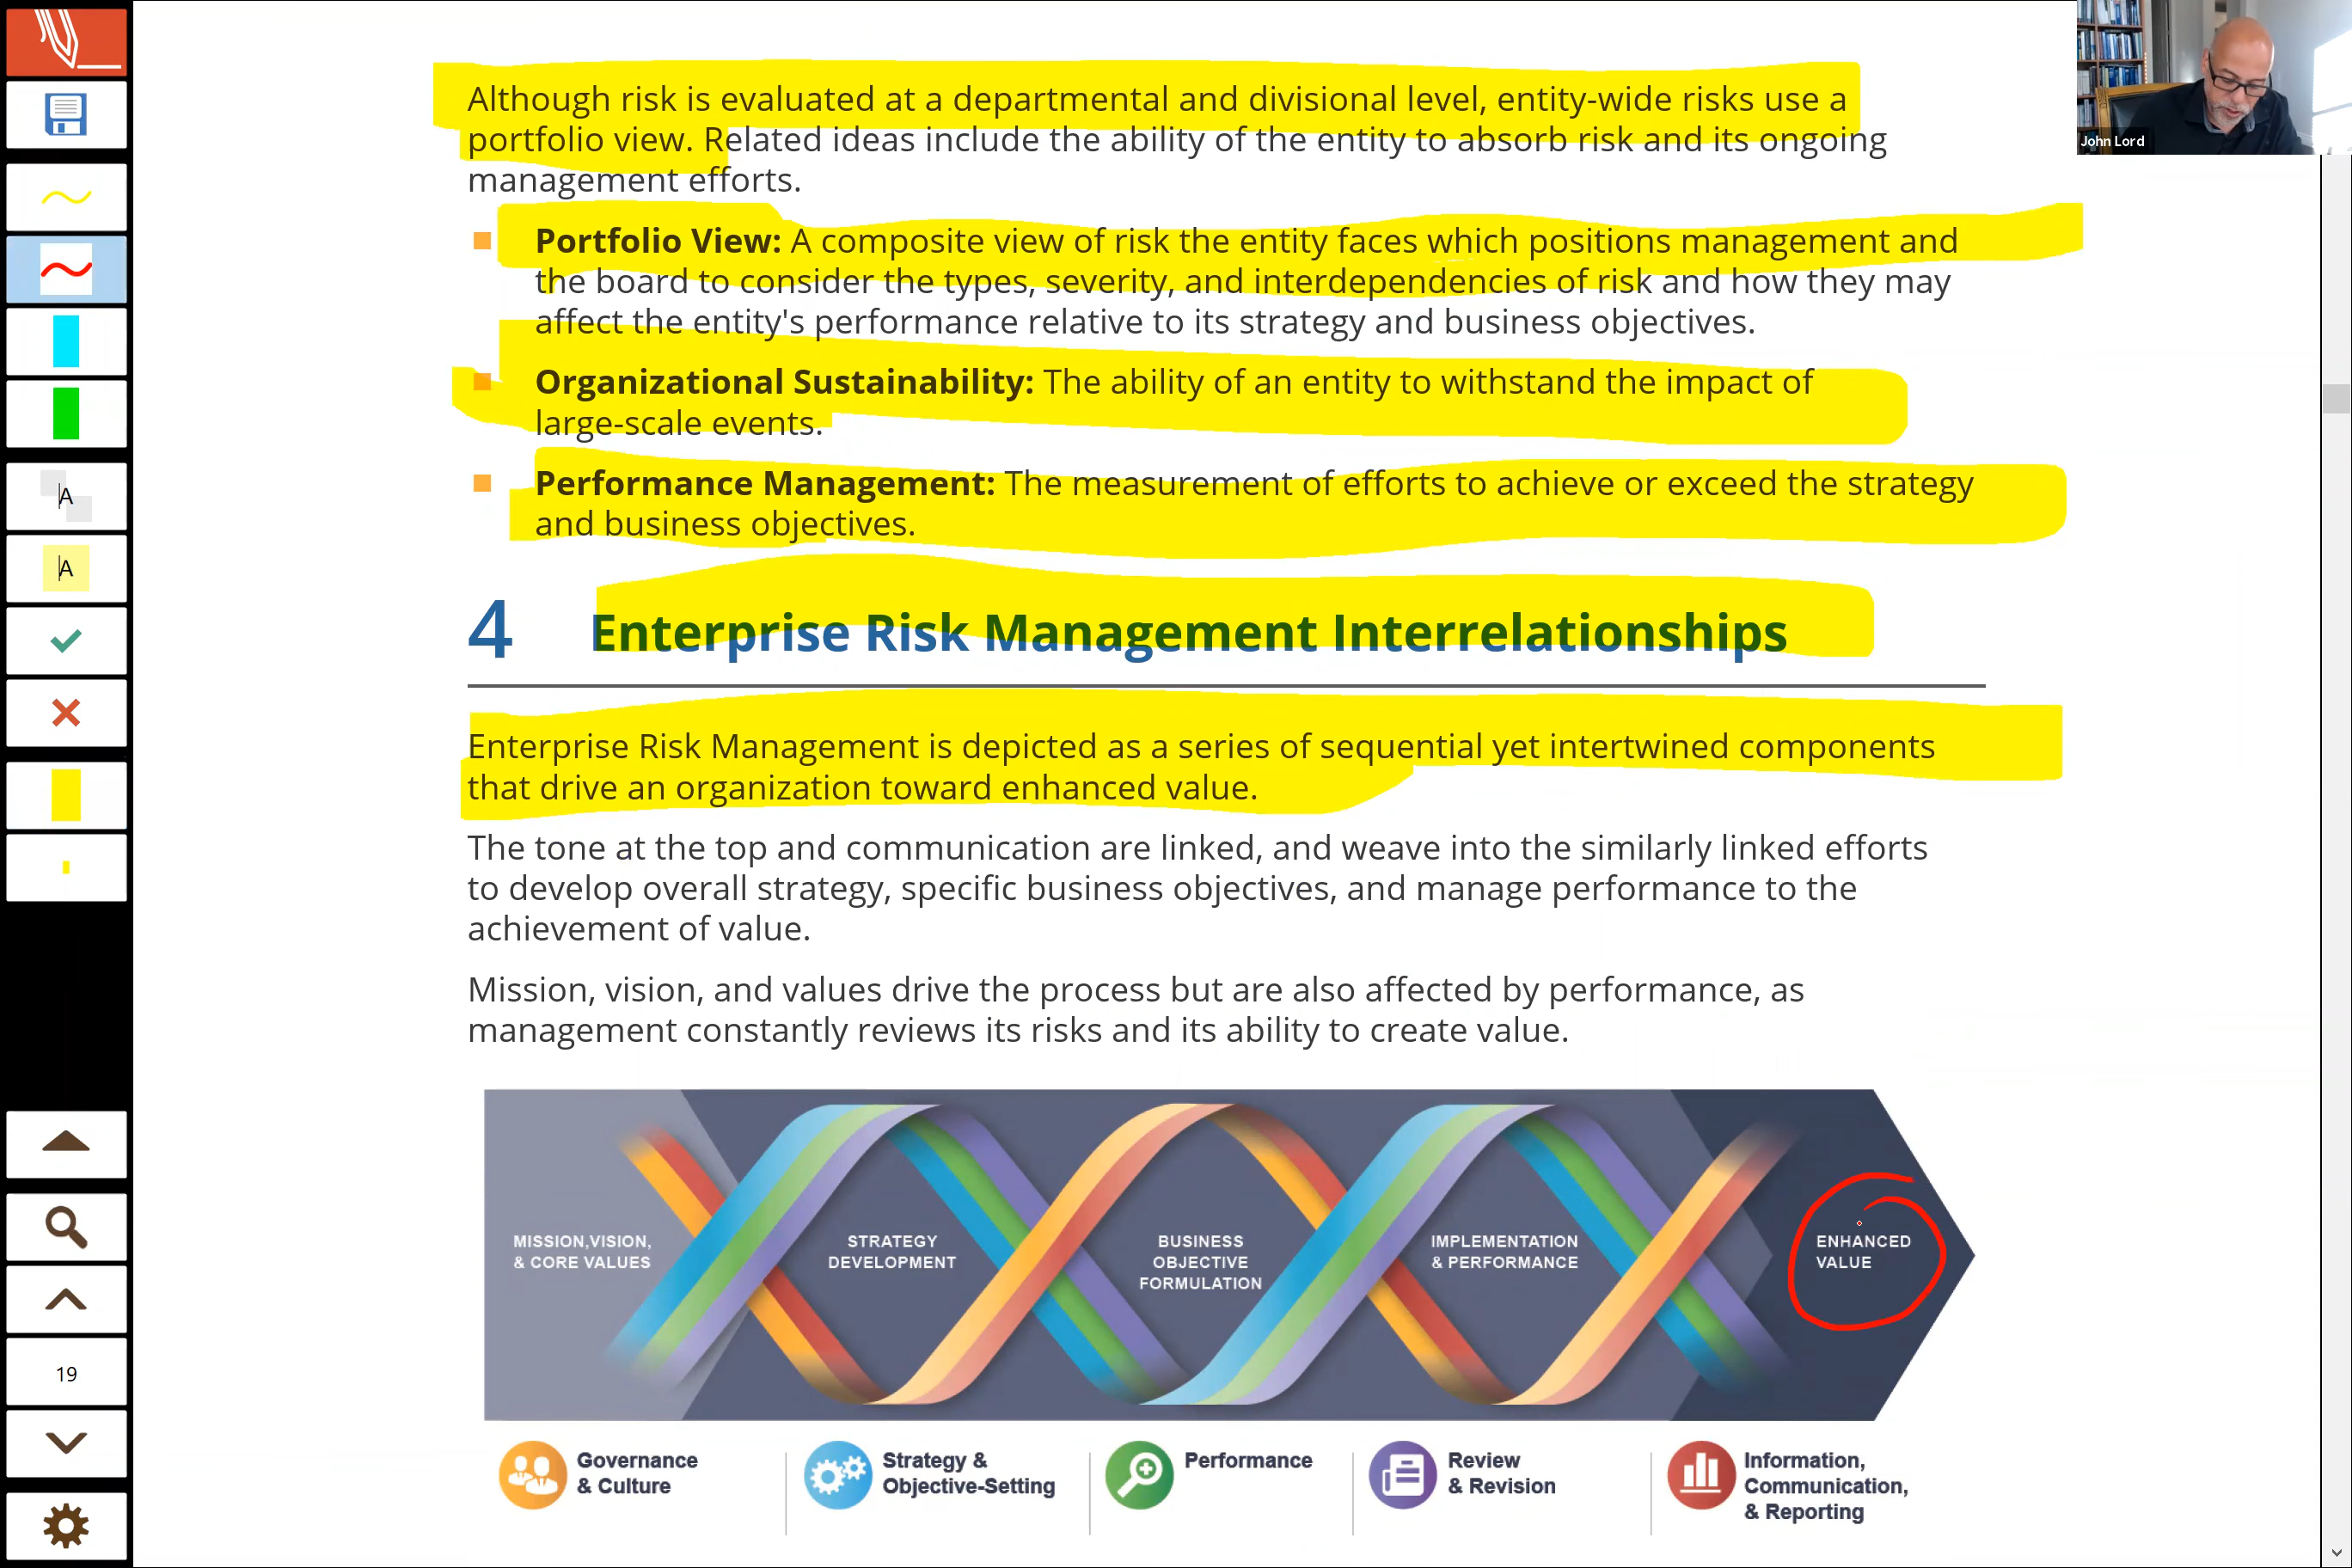 Although risk is evaluated at a departmental and divisional level, entity-wide risks use a
portfolio view. Related ideas include the ability of the entity to absorb risk and its ongoing
management efforts.
Portfolio View: A composite view of risk the entity faces which positions management and
the board to consider the types, severity, and interdependencies of risk and how they may
affect the entity's performance relative to its strategy and business objectives.
Organizational Sustainability: The ability of an entity to withstand the impact of
large-scale events.
Performance Management: The measurement of efforts to achieve or exceed the strategy
and business objectives.
4 Enterprise Risk Management Interrelationships
Enterprise Risk Management is depicted as a series of sequential yet intertwined components
that drive an organization toward enhanced value.
The tone at the top and communication are linked, and weave into the similarly linked efforts
to develop overall strategy, specific business objectives, and manage performance to the
achievement of value.
Mission, vision, and values drive the process but are also affected by performance, as
management constantly reviews its risks and its ability to create value.
MISSION,VISION,
& CORE VALUES
STRATEGY
DEVELOPMENT
BUSINESS
OBJECTIVE
FORMULATION
IMPLEMENTATION
& PERFORMANCE
ENHANCED
VALUE
Governance
& Culture
Strategy &
Objective-Setting
Performance
Review
& Revision
Information,
Communication,
& Reporting
John Lord
A
A
19